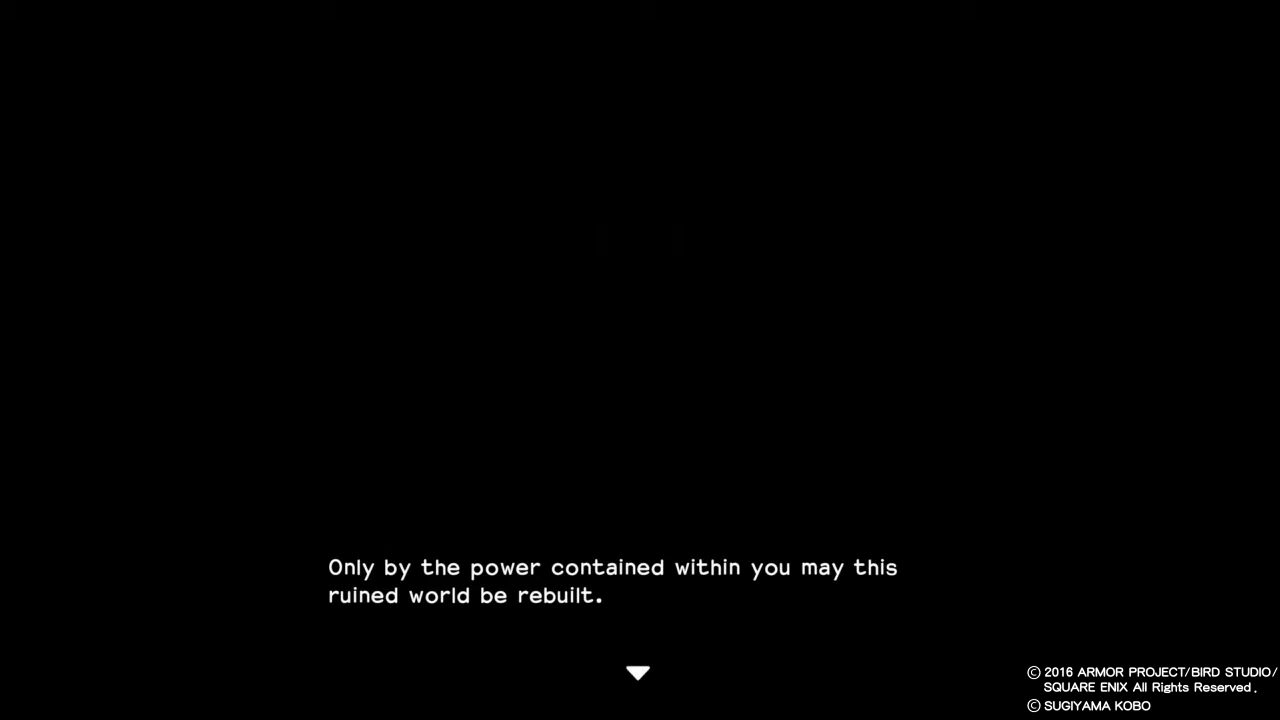 Only by the power contained within you may this
ruined world be rebuilt.
© 2016 ARMOR PROJECT/BIRD STUDIO/
SQUARE ENIX All Rights Reserved.
© SUGIYAMA KOBO